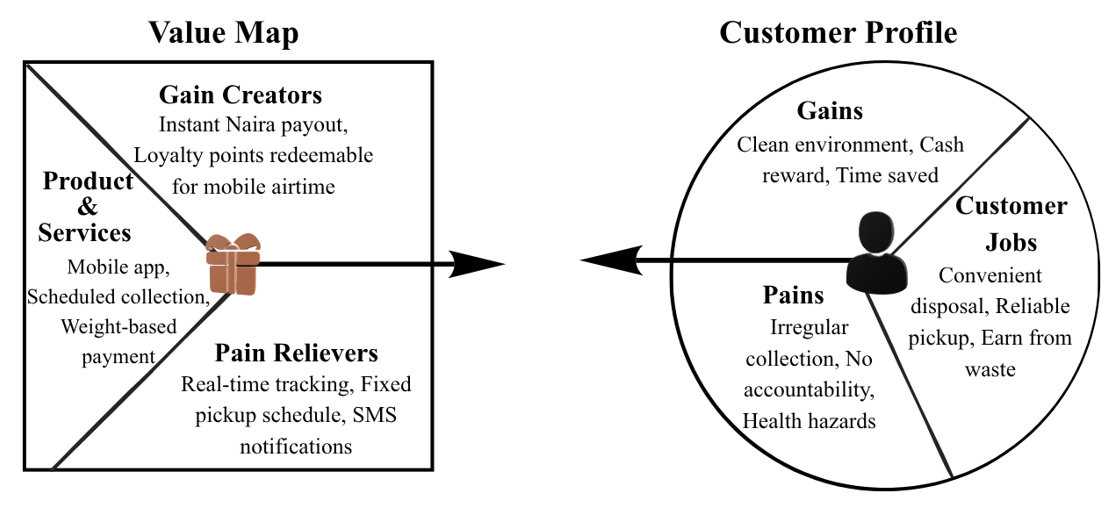 Value Map
Gain Creators
Instant Naira payout,
Loyalty points redeemable
for mobile airtime
Product
&
Services
Mobile app,
Scheduled collection,
Weight-based
payment
Pain Relievers
Real-time tracking, Fixed
pickup schedule, SMS
notifications
Customer Profile
Gains
Clean environment, Cash
reward, Time saved
Customer
Jobs
Convenient
disposal, Reliable
pickup, Earn from
waste
Pains
Irregular
collection, No
accountability,
Health hazards